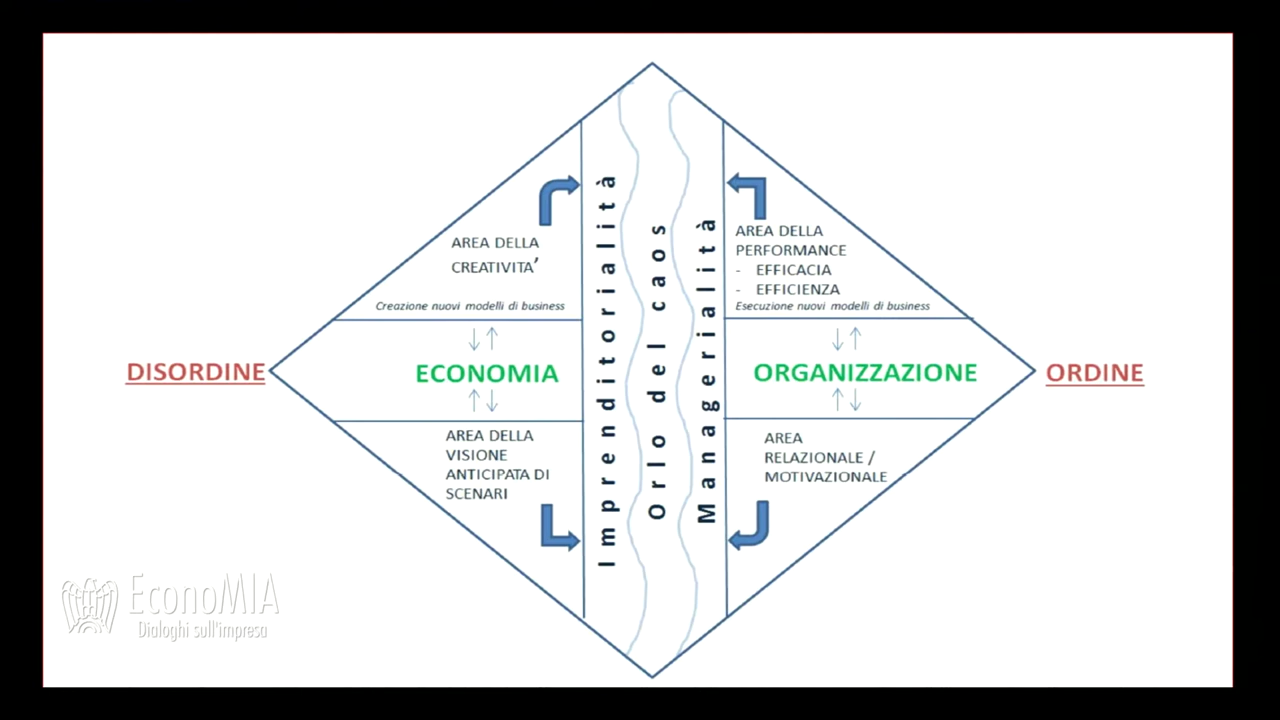 AREA DELLA
CREATIVITA’
Creazione nuovi modelli di business
AREA DELLA
PERFORMANCE
- EFFICACIA
- EFFICIENZA
Esecuzione nuovi modelli di business
DISORDINE
ECONOMIA
Imprenditorialità
Orlo del caos
Managerialità
ORGANIZZAZIONE
ORDINE
AREA DELLA
VISIONE
ANTICIPATA DI
SCENARI
AREA
RELAZIONALE /
MOTIVAZIONALE
EconoMIA
Dialoghi sull'impresa